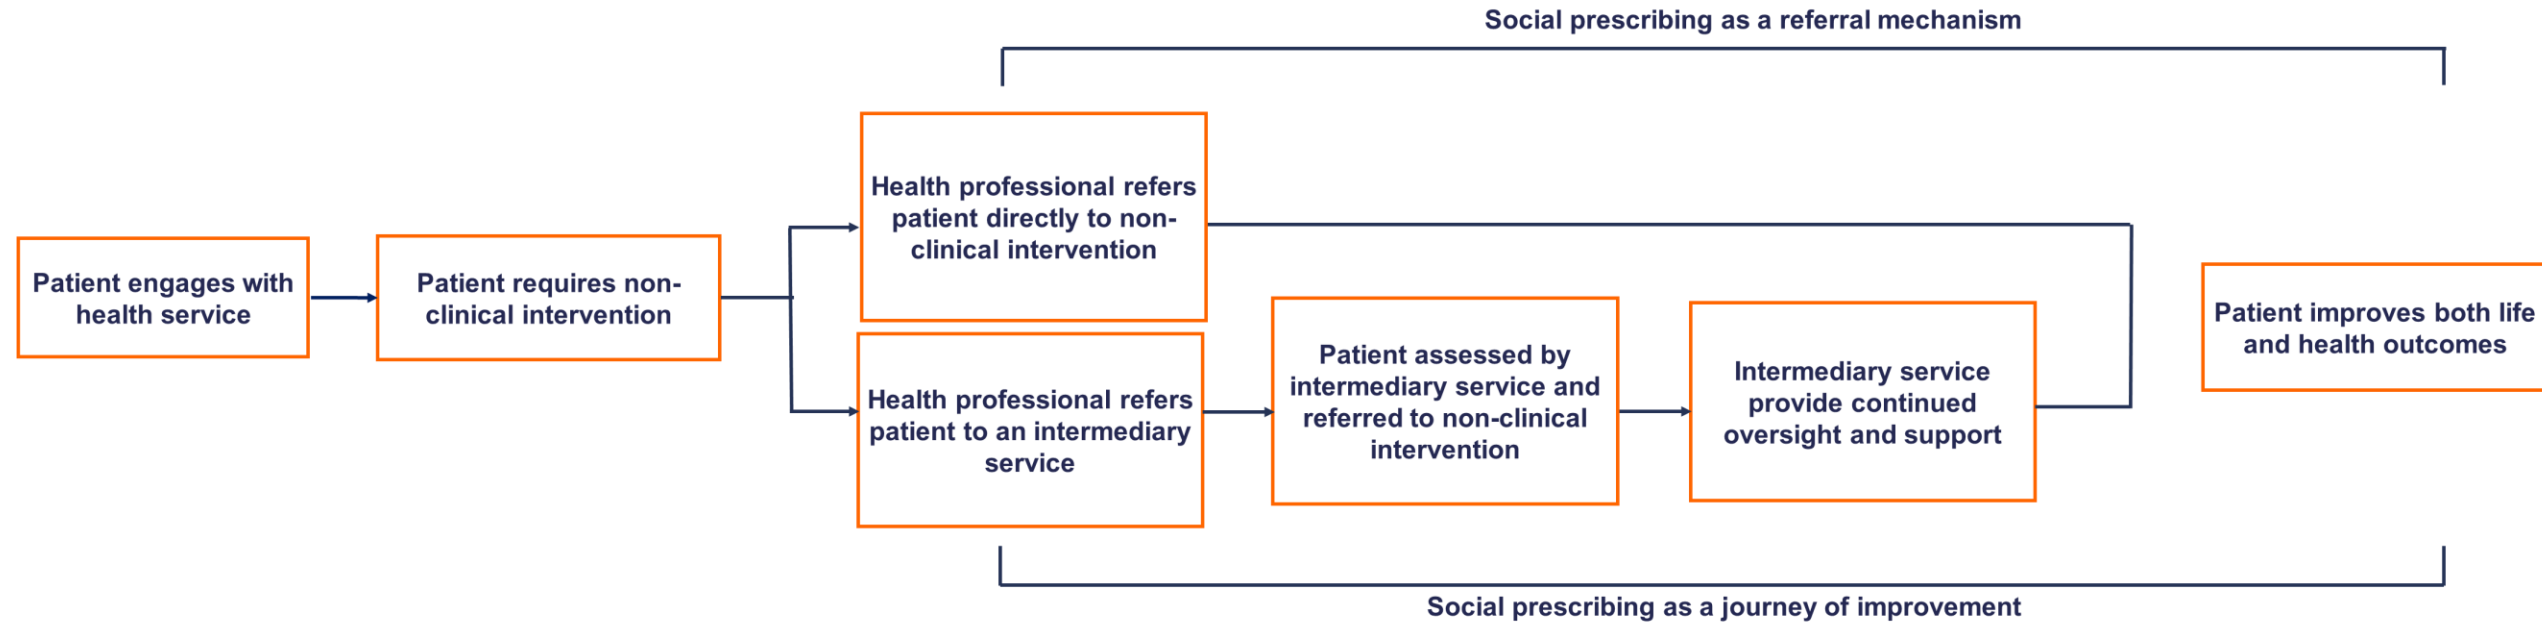 Social prescribing as a referral mechanism
Patient engages with
health service
Patient requires non-
clinical intervention
Health professional refers
patient directly to non-
clinical intervention
Health professional refers
patient to an intermediary
service
Patient assessed by
intermediary service and
referred to non-clinical
intervention
Intermediary service
provide continued
oversight and support
Patient improves both life
and health outcomes
Social prescribing as a journey of improvement